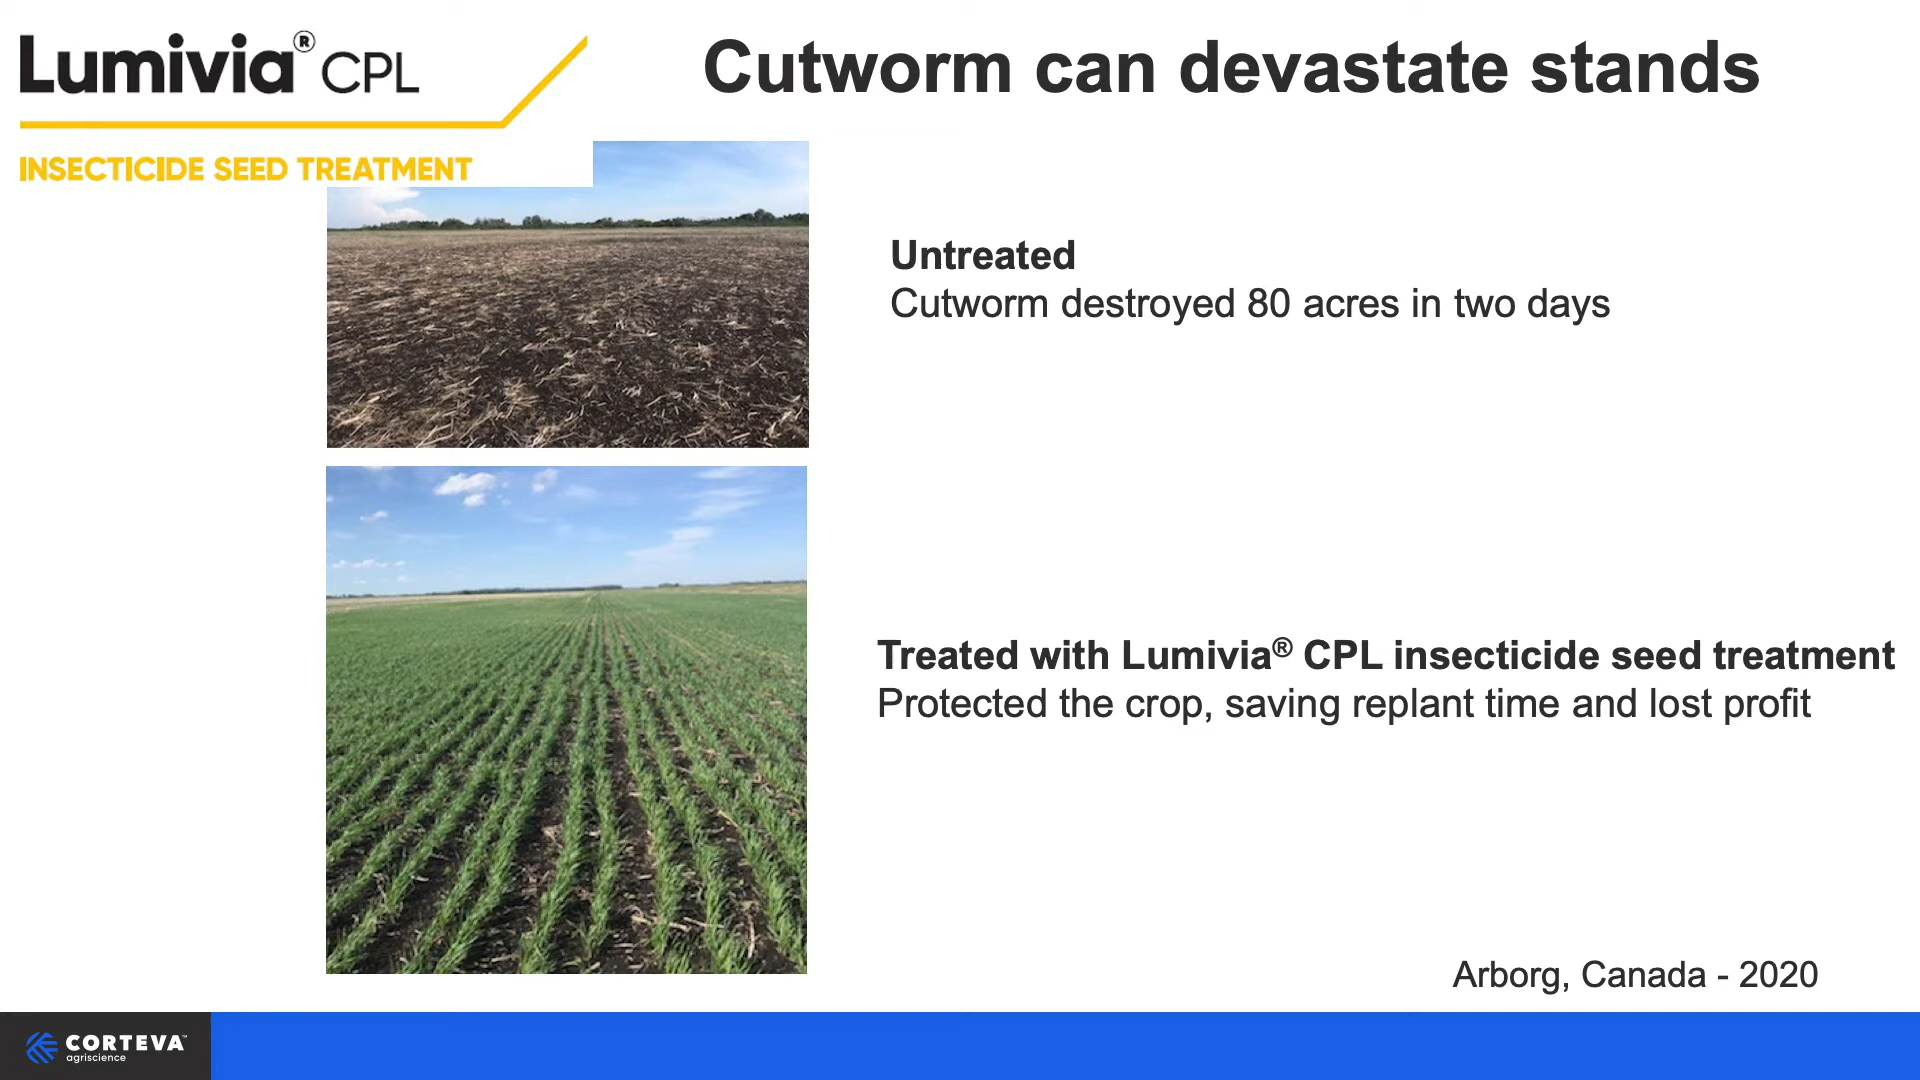 Lumivia® CPL
INSECTICIDE SEED TREATMENT
Cutworm can devastate stands
Untreated
Cutworm destroyed 80 acres in two days
Treated with Lumivia® CPL insecticide seed treatment
Protected the crop, saving replant time and lost profit
Arborg, Canada - 2020
CORTEVA™
agriscience